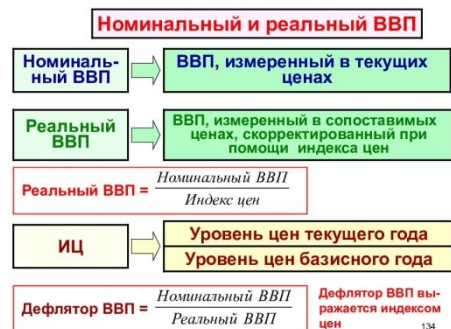 Номинальный и реальный ВВП
Номиналь-
ный ВВП
ВВП, измеренный в текущих
ценах
Реальный
ВВП
ВВП, измеренный в сопоставимых
ценах, скорректированный при
помощи индекса цен
Реальный ВВП = Номинальный ВВП
Индекс цен
ИЦ
Уровень цен текущего года
Уровень цен базисного года
Дефлятор ВВП = Номинальный ВВП
Реальный ВВП
Дефлятор ВВП вы-
ражается индексом
цен
134